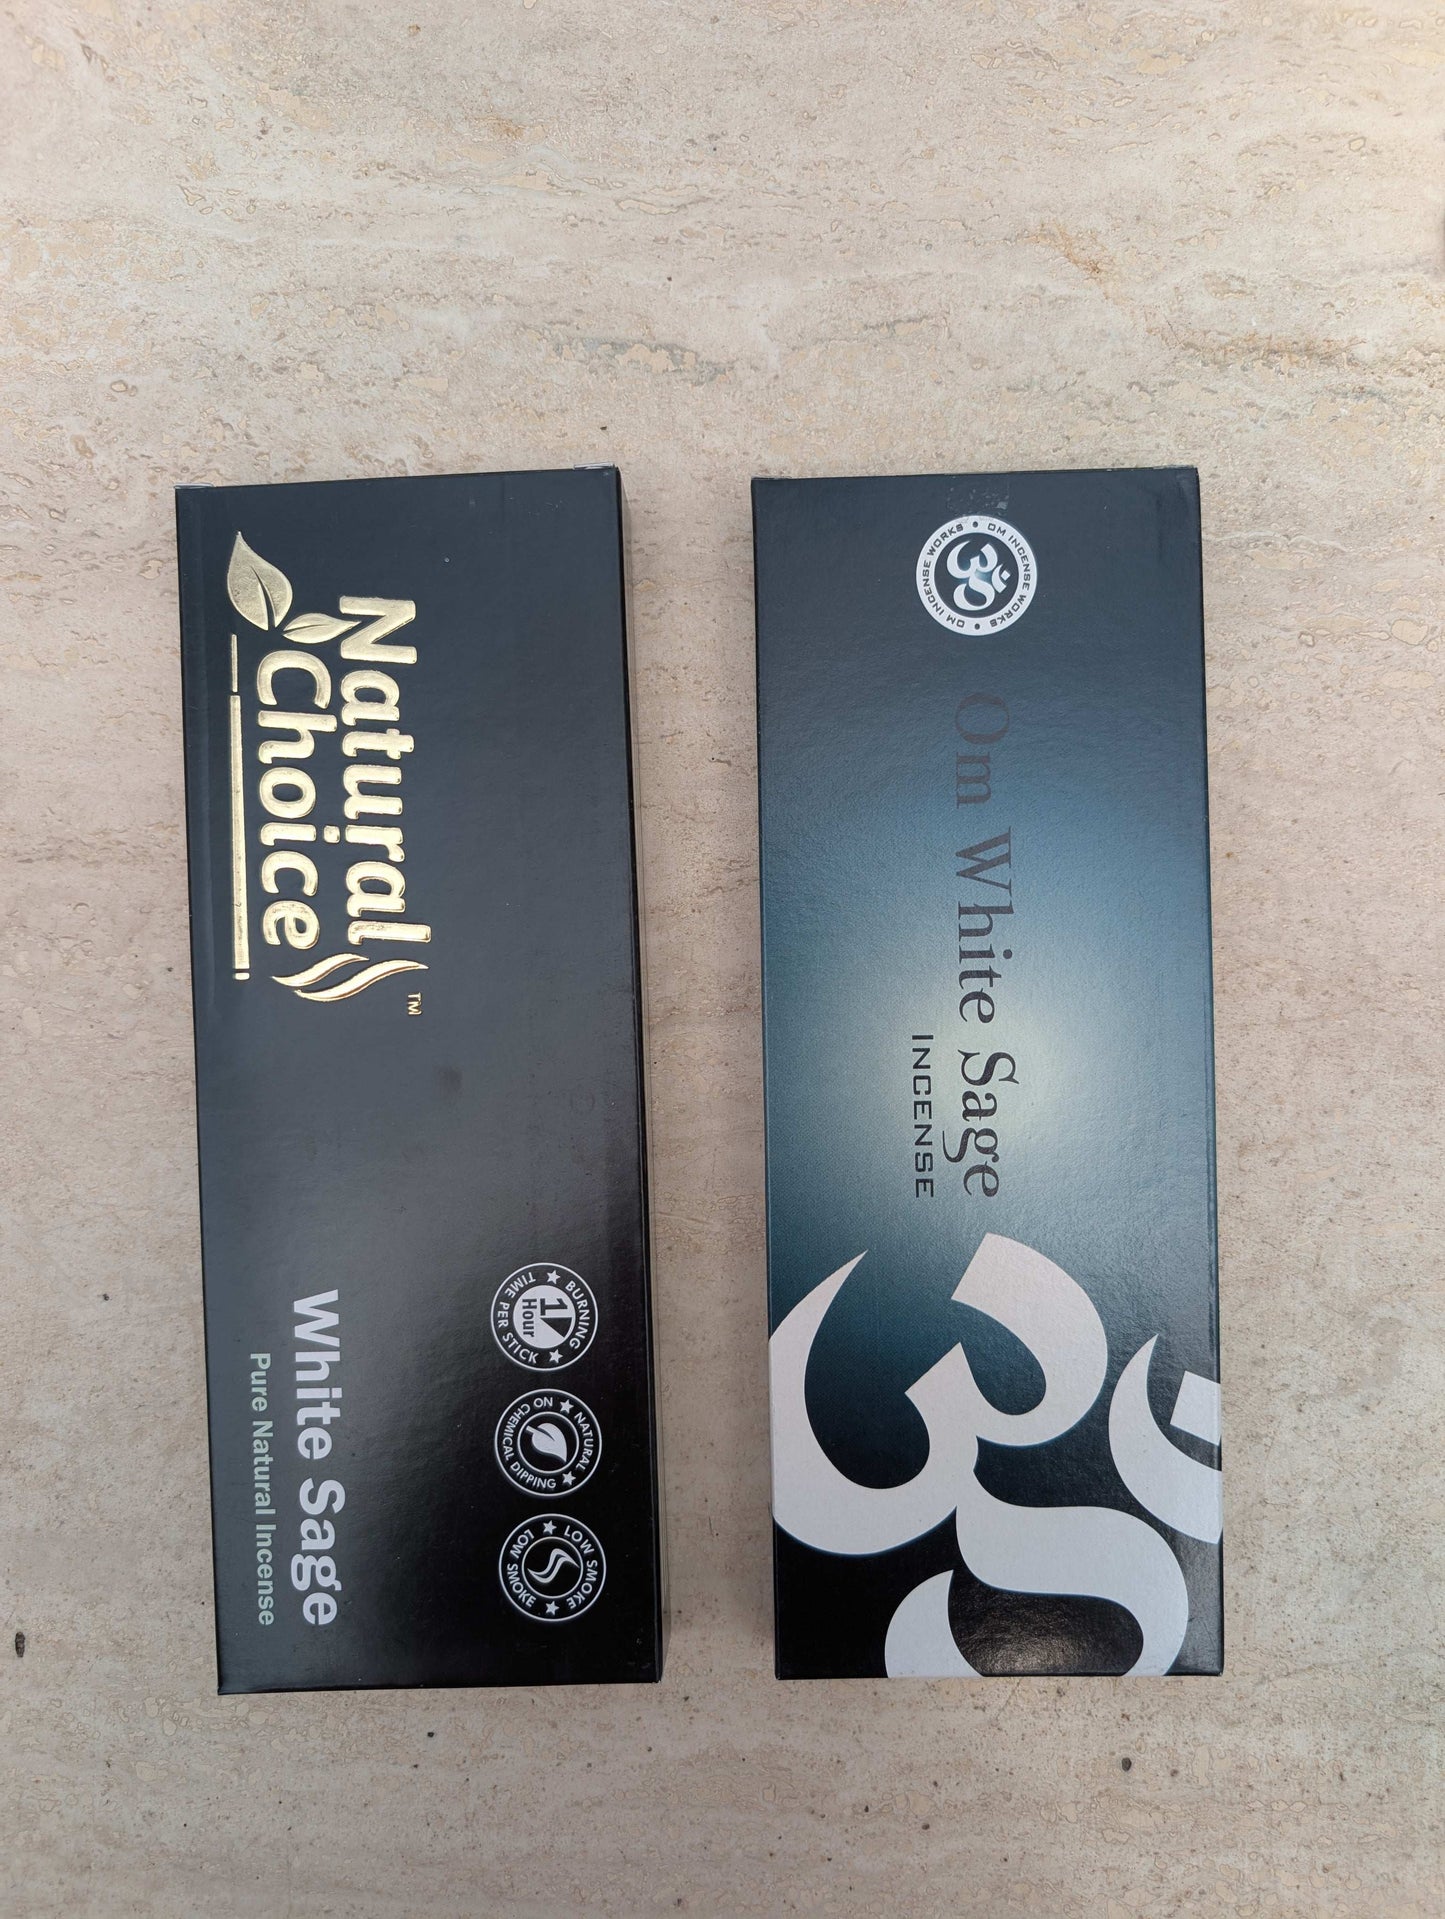 Natural
Choice
TM
BURNING
TIME PER STICK
1
Hour
NATURAL
NO CHEMICAL DIPPING
LOW SMOKE
LOW SMOKE
White Sage
Pure Natural Incense
OM INCENSE WORKS • OM INCENSE WORKS •
ॐ
Om White Sage
INCENSE
ॐ